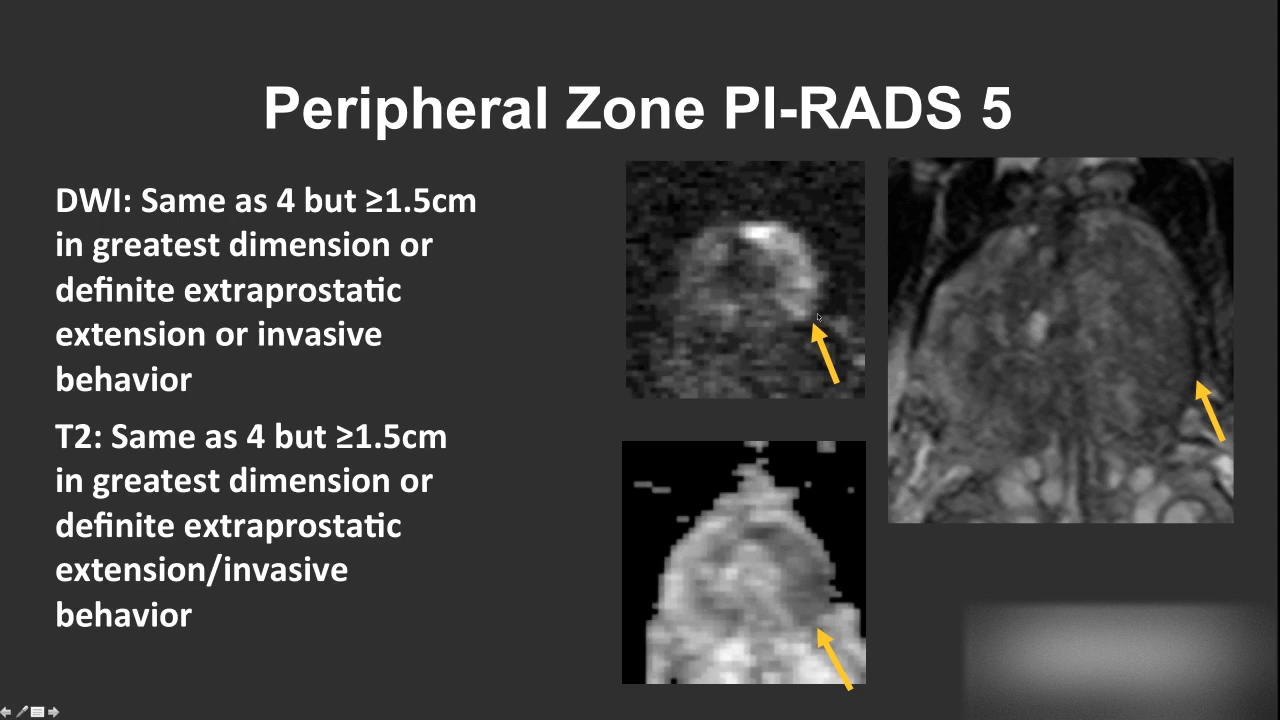 Peripheral Zone PI-RADS 5
DWI: Same as 4 but ≥1.5cm
in greatest dimension or
definite extraprostatic
extension or invasive
behavior
T2: Same as 4 but ≥1.5cm
in greatest dimension or
definite extraprostatic
extension/invasive
behavior